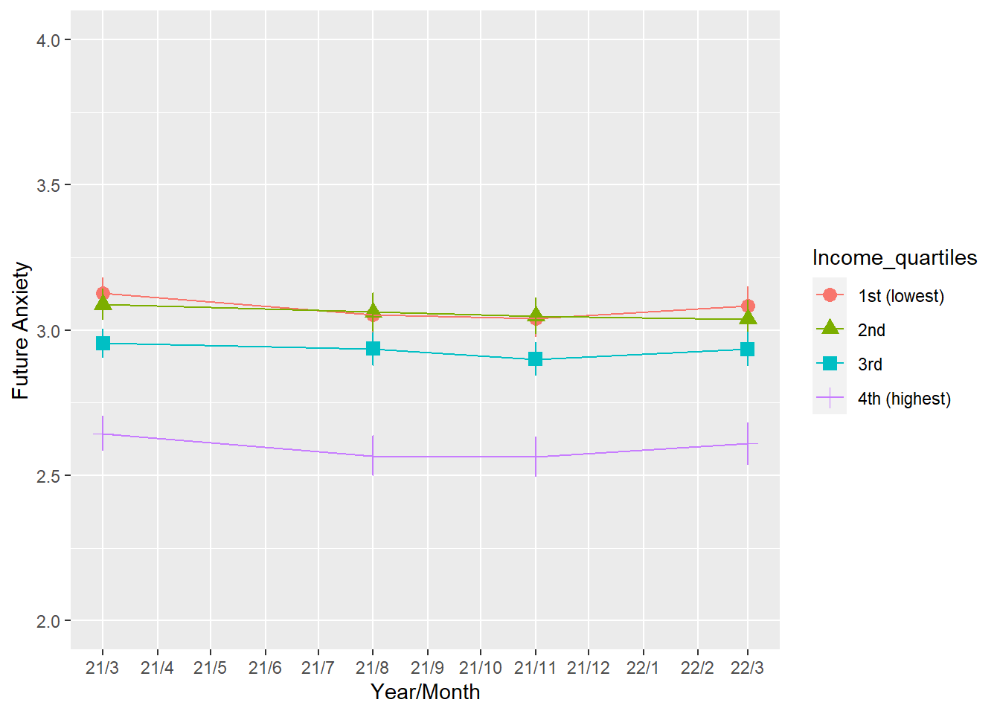 4.0
3.5
3.0
2.5
2.0
Future Anxiety
21/3 21/4 21/5 21/6 21/7 21/8 21/9 21/10 21/11 21/12 22/1 22/2 22/3
Year/Month
Income_quartiles
1st (lowest)
2nd
3rd
4th (highest)